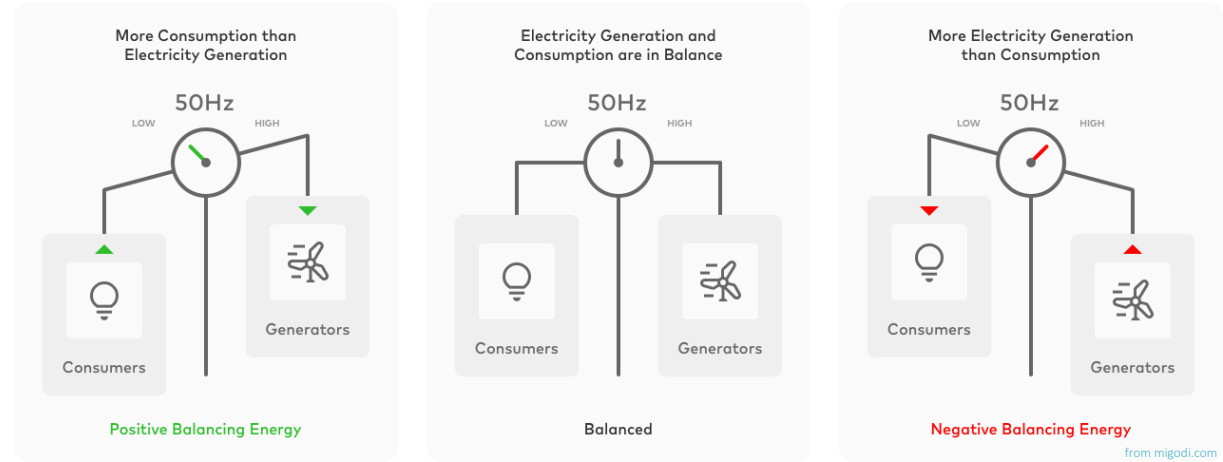 More Consumption than
Electricity Generation
50Hz
LOW
HIGH
Consumers
Generators
Positive Balancing Energy
Electricity Generation and
Consumption are in Balance
50Hz
LOW
HIGH
Consumers
Generators
Balanced
More Electricity Generation
than Consumption
50Hz
LOW
HIGH
Consumers
Generators
Negative Balancing Energy
from migodi.com